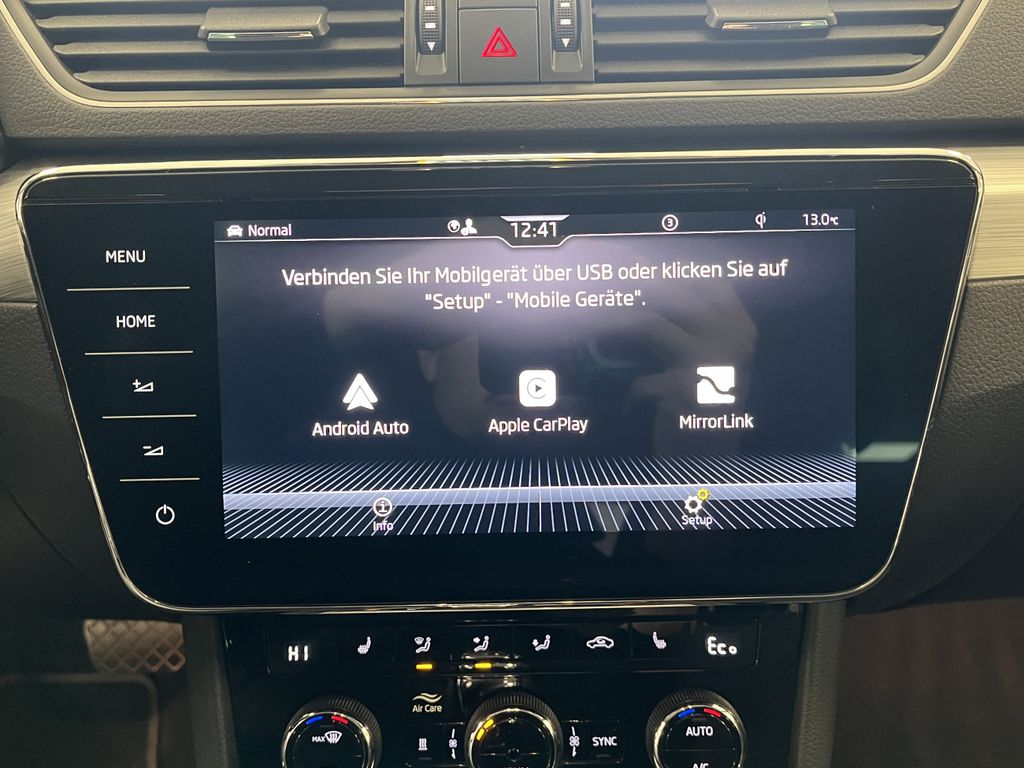 Normal
12:41
3
13.0°C
MENU
HOME
Verbinden Sie Ihr Mobilgerät über USB oder klicken Sie auf
"Setup" - "Mobile Geräte".
Android Auto
Apple CarPlay
MirrorLink
Info
Setup
HI
Eco
Air Care
MAX
SYNC
AUTO
A/C